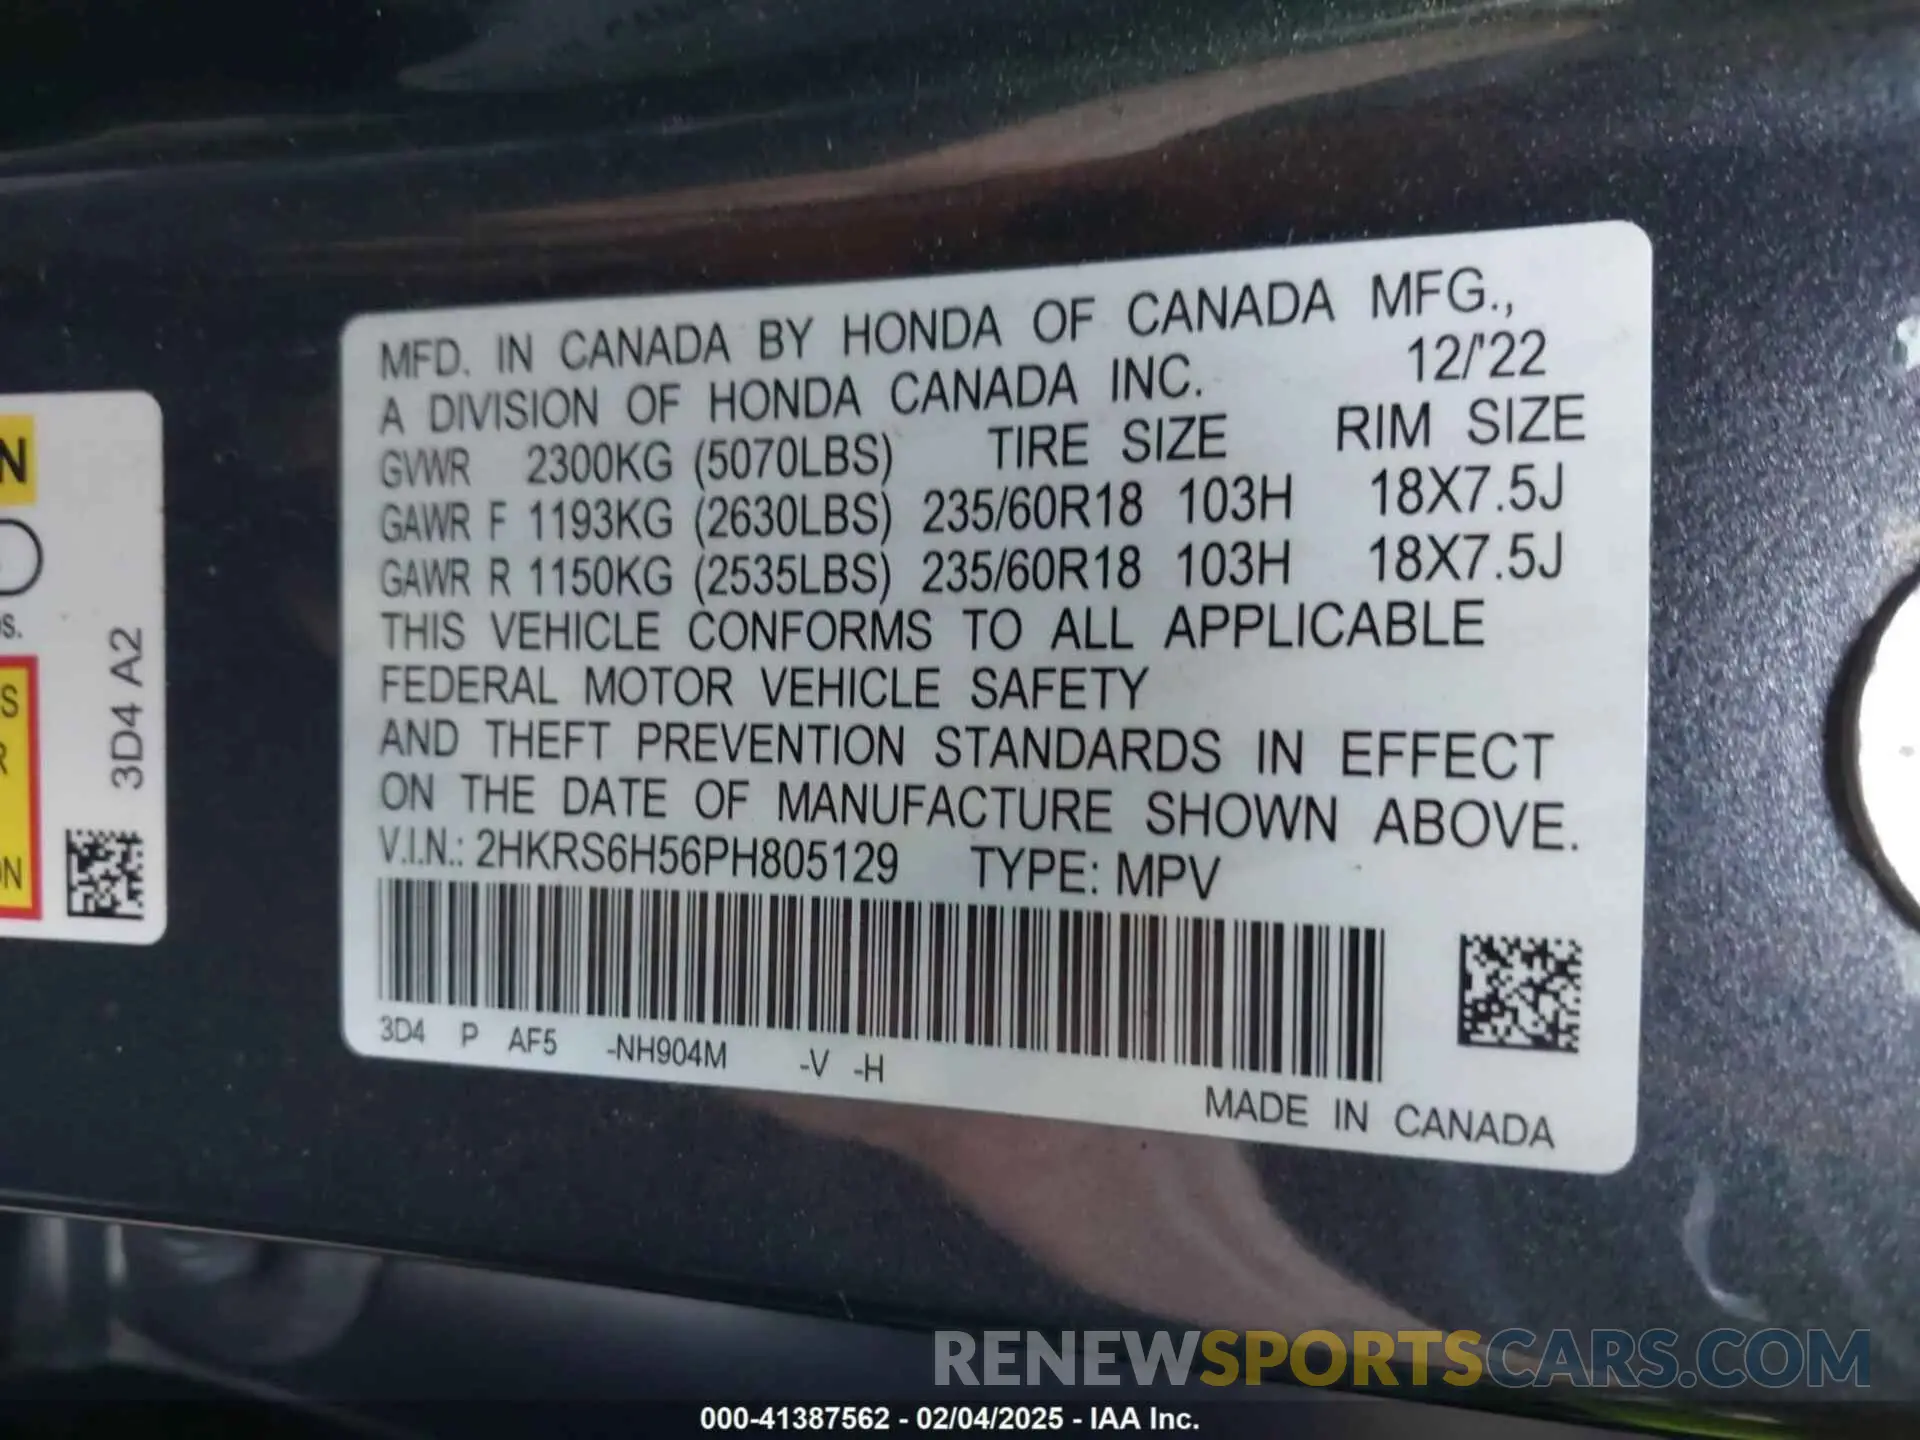 MFD. IN CANADA BY HONDA OF CANADA MFG.,
A DIVISION OF HONDA CANADA INC. 12/'22
GVWR 2300KG (5070LBS) TIRE SIZE RIM SIZE
GAWR F 1193KG (2630LBS) 235/60R18 103H 18X7.5J
GAWR R 1150KG (2535LBS) 235/60R18 103H 18X7.5J
THIS VEHICLE CONFORMS TO ALL APPLICABLE
FEDERAL MOTOR VEHICLE SAFETY
AND THEFT PREVENTION STANDARDS IN EFFECT
ON THE DATE OF MANUFACTURE SHOWN ABOVE.
V.I.N.: 2HKRS6H56PH805129 TYPE: MPV
3D4 P AF5 -NH904M -V -H
MADE IN CANADA
3D4 A2
RENEWSPORTSCARS.COM
000-41387562 - 02/04/2025 - IAA Inc.